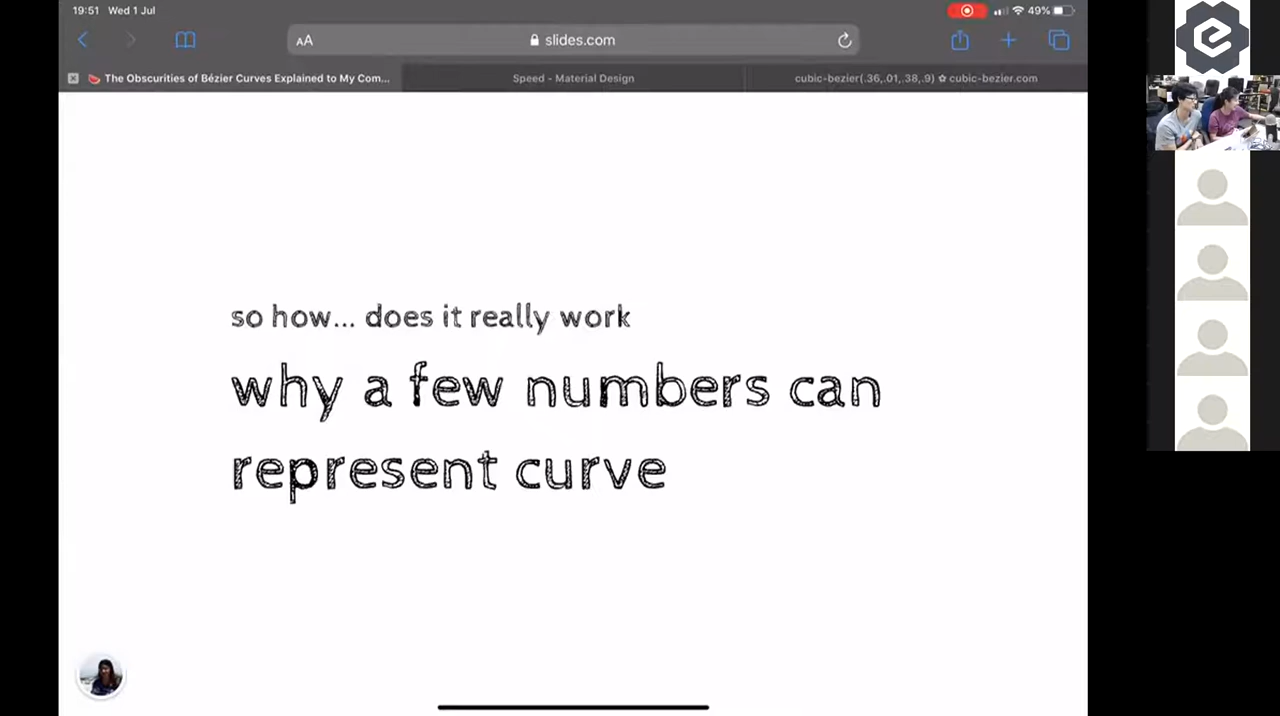 19:51 Wed 1 Jul
49%
AA
slides.com
The Obscurities of Bézier Curves Explained to My Com...
Speed - Material Design
cubic-bezier(.36,.01,.38,.9) ✿ cubic-bezier.com
so how... does it really work
why a few numbers can
represent curve